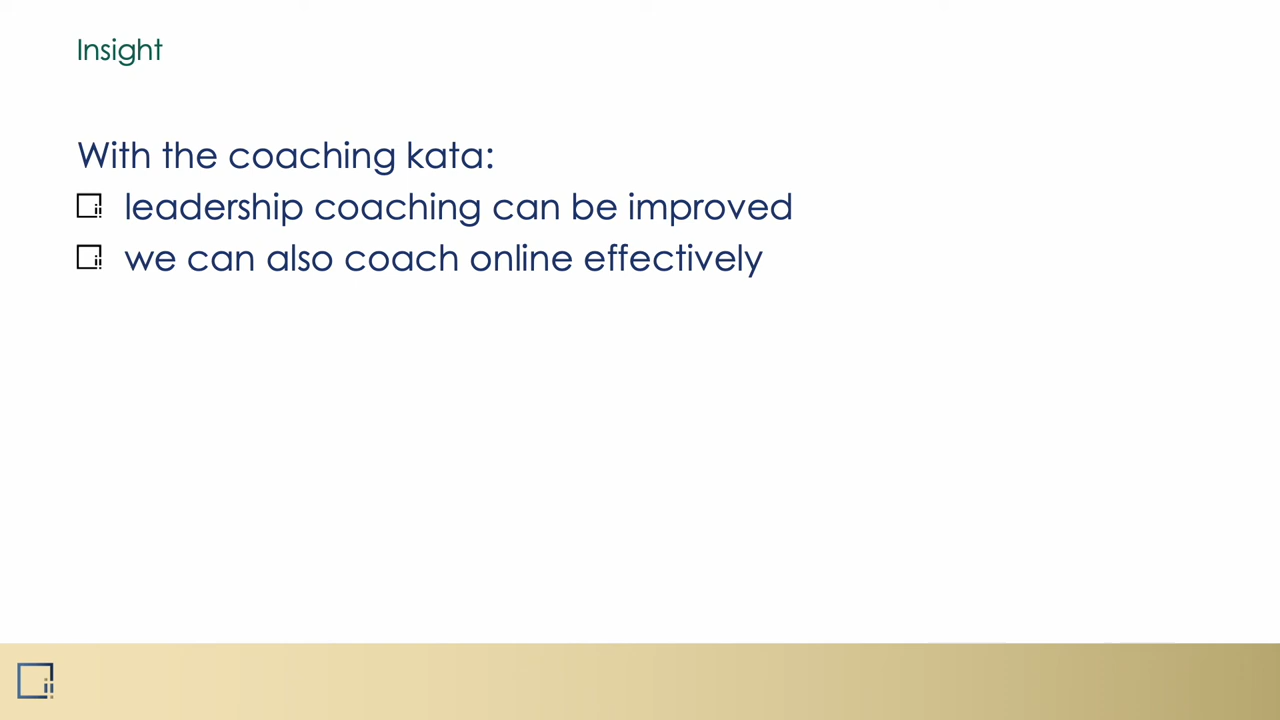 Insight
With the coaching kata:
leadership coaching can be improved
we can also coach online effectively